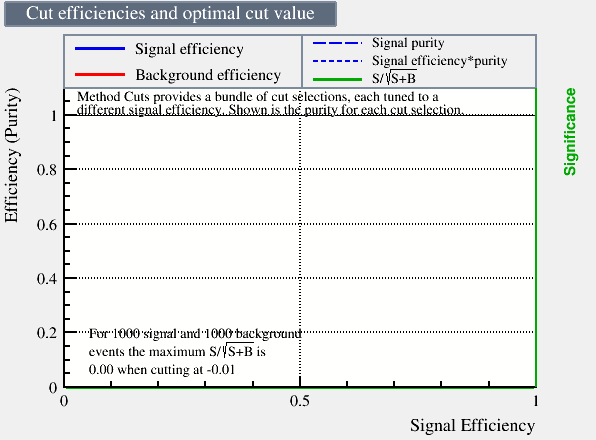 Cut efficiencies and optimal cut value
Signal efficiency
Background efficiency
Signal purity
Signal efficiency*purity
S/√S+B
Method Cuts provides a bundle of cut selections, each tuned to a
different signal efficiency. Shown is the purity for each cut selection.
Efficiency (Purity)
1
0.8
0.6
0.4
0.2
0
For 1000 signal and 1000 background
events the maximum S/√S+B is
0.00 when cutting at -0.01
0
0.5
1
Signal Efficiency
Significance